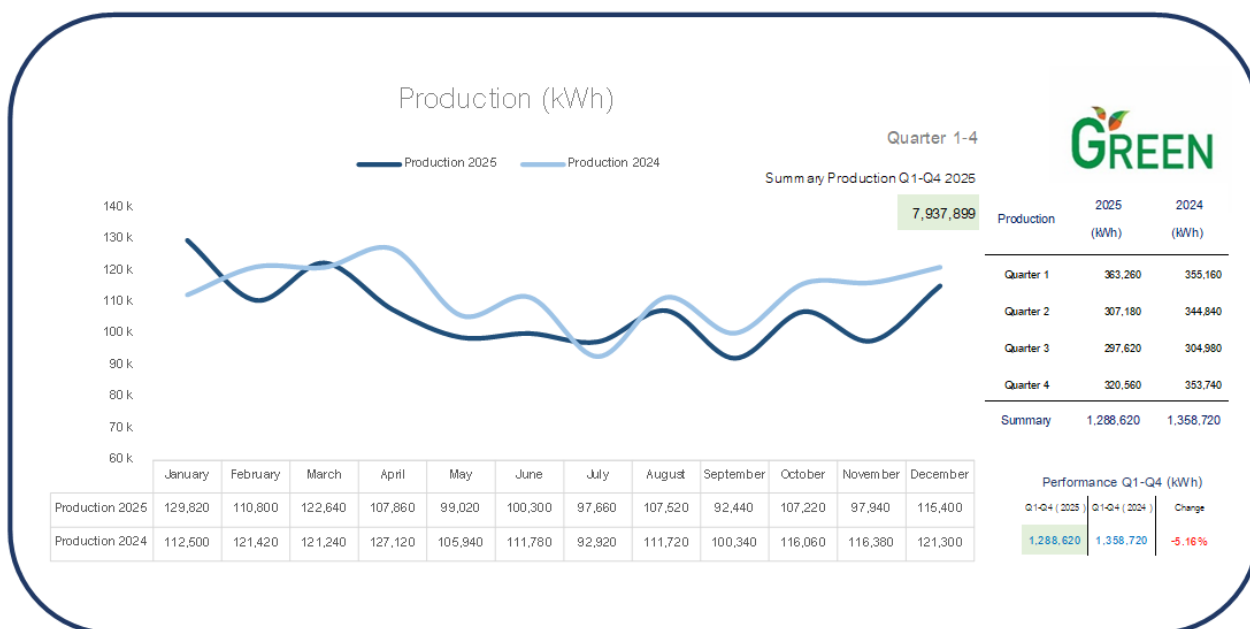 Production (kWh)
Production 2025 Production 2024
Quarter 1-4
Summary Production Q1-Q4 2025
7,937,899
GREEN
140 k
130 k
120 k
110 k
100 k
90 k
80 k
70 k
60 k
January February March April May June July August September October November December
Production 2025 129,820 110,800 122,640 107,860 99,020 100,300 97,660 107,520 92,440 107,220 97,940 115,400
Production 2024 112,500 121,420 121,240 127,120 105,940 111,780 92,920 111,720 100,340 116,060 116,380 121,300
Production 2025 (kWh) 2024 (kWh)
Quarter 1 363,260 355,160
Quarter 2 307,180 344,840
Quarter 3 297,620 304,980
Quarter 4 320,560 353,740
Summary 1,288,620 1,358,720
Performance Q1-Q4 (kWh)
Q1-Q4 ( 2025 ) Q1-Q4 ( 2024 ) Change
1,288,620 1,358,720 -5.16%